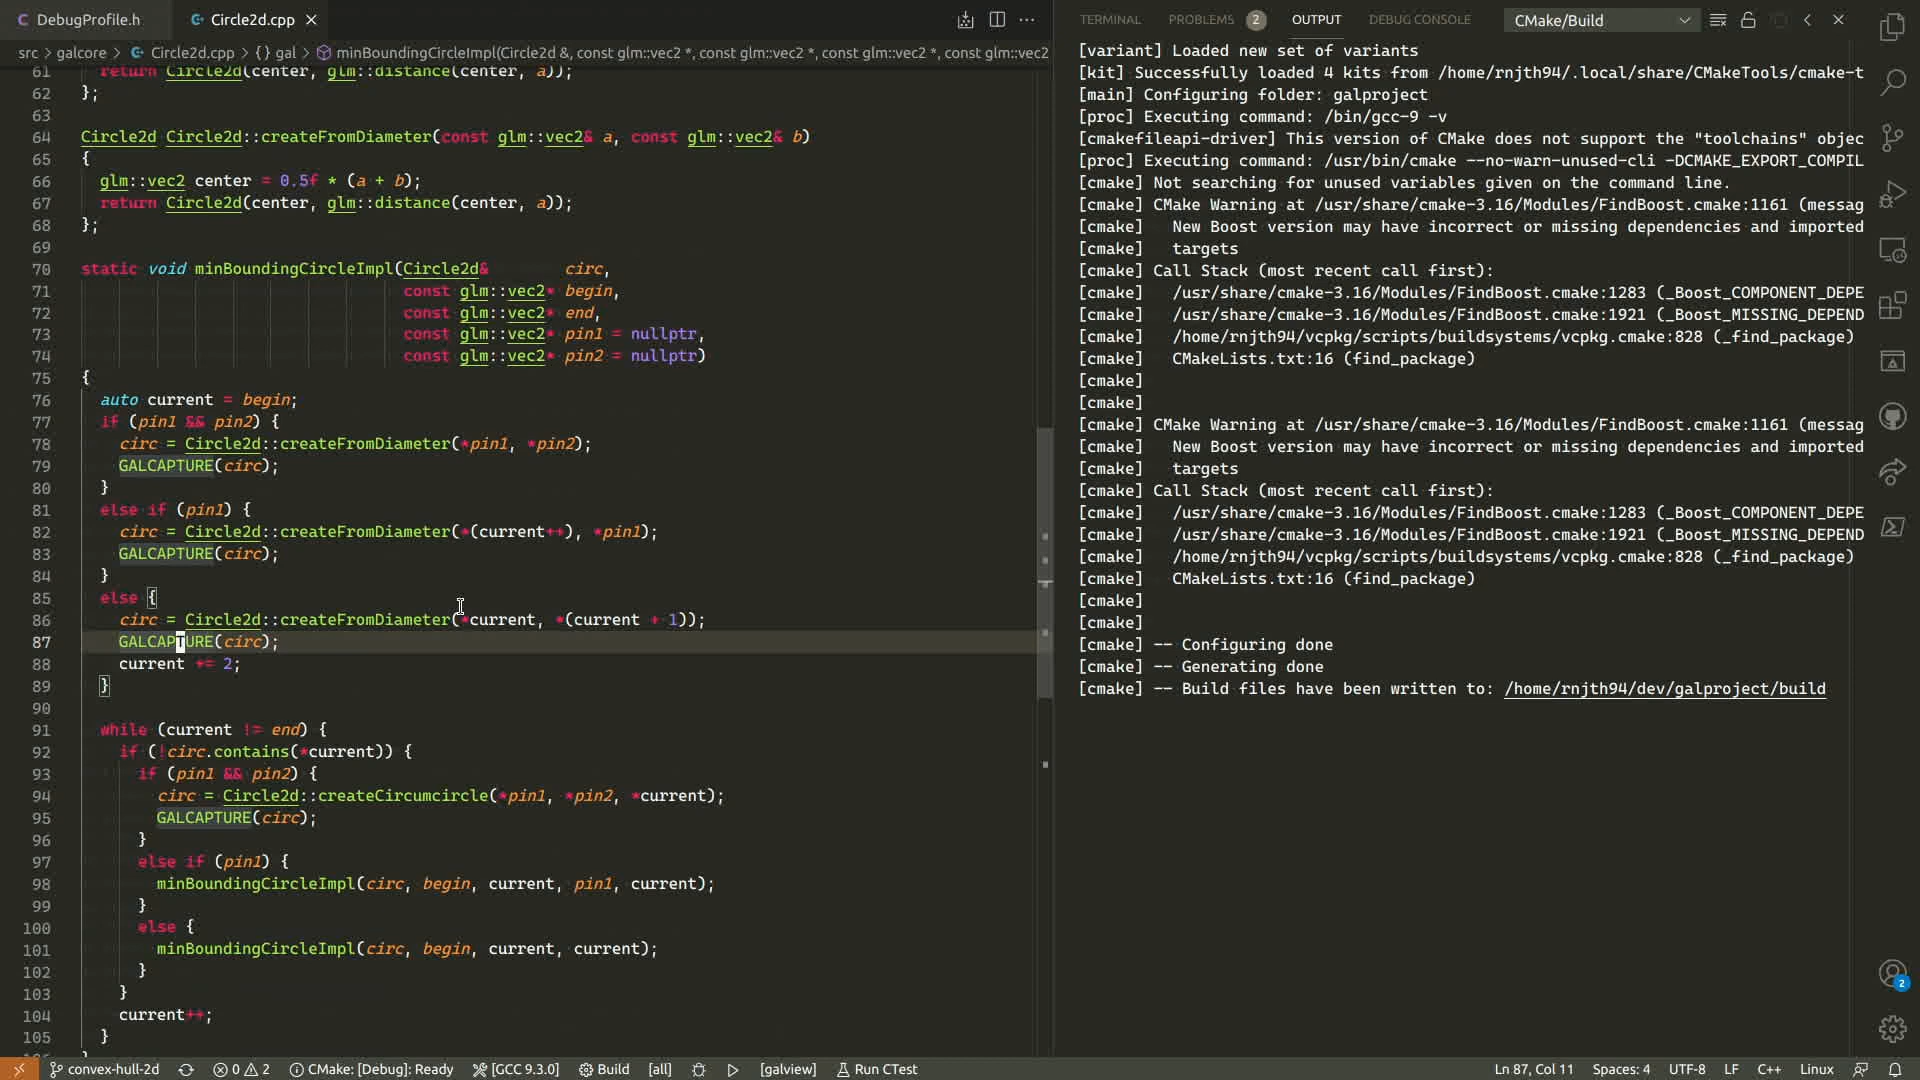 DebugProfile.h
Circle2d.cpp
src > galcore > Circle2d.cpp > {} gal > minBoundingCircleImpl(Circle2d &, const glm::vec2 *, const glm::vec2 *, const glm::vec2 *, const glm::vec2
61 return Circle2d(center, glm::distance(center, a));
62 };
63
64 Circle2d Circle2d::createFromDiameter(const glm::vec2& a, const glm::vec2& b)
65 {
66 glm::vec2 center = 0.5f * (a + b);
67 return Circle2d(center, glm::distance(center, a));
68 };
69
70 static void minBoundingCircleImpl(Circle2d& circ,
71 const glm::vec2* begin,
72 const glm::vec2* end,
73 const glm::vec2* pin1 = nullptr,
74 const glm::vec2* pin2 = nullptr)
75 {
76 auto current = begin;
77 if (pin1 && pin2) {
78 circ = Circle2d::createFromDiameter(*pin1, *pin2);
79 GALCAPTURE(circ);
80 }
81 else if (pin1) {
82 circ = Circle2d::createFromDiameter(*(current++), *pin1);
83 GALCAPTURE(circ);
84 }
85 else {
86 circ = Circle2d::createFromDiameter(*current, *(current + 1));
87 GALCAPTURE(circ);
88 current += 2;
89 }
90
91 while (current != end) {
92 if (!circ.contains(*current)) {
93 if (pin1 && pin2) {
94 circ = Circle2d::createCircumcircle(*pin1, *pin2, *current);
95 GALCAPTURE(circ);
96 }
97 else if (pin1) {
98 minBoundingCircleImpl(circ, begin, current, pin1, current);
99 }
100 else {
101 minBoundingCircleImpl(circ, begin, current, current);
102 }
103 }
104 current++;
105 }
TERMINAL PROBLEMS 2 OUTPUT DEBUG CONSOLE CMake/Build
[variant] Loaded new set of variants
[kit] Successfully loaded 4 kits from /home/rnjth94/.local/share/CMakeTools/cmake-t
[main] Configuring folder: galproject
[proc] Executing command: /bin/gcc-9 -v
[cmakefileapi-driver] This version of CMake does not support the "toolchains" objec
[proc] Executing command: /usr/bin/cmake --no-warn-unused-cli -DCMAKE_EXPORT_COMPIL
[cmake] Not searching for unused variables given on the command line.
[cmake] CMake Warning at /usr/share/cmake-3.16/Modules/FindBoost.cmake:1161 (messag
[cmake] New Boost version may have incorrect or missing dependencies and imported
[cmake] targets
[cmake] Call Stack (most recent call first):
[cmake] /usr/share/cmake-3.16/Modules/FindBoost.cmake:1283 (_Boost_COMPONENT_DEPE
[cmake] /usr/share/cmake-3.16/Modules/FindBoost.cmake:1921 (_Boost_MISSING_DEPEND
[cmake] /home/rnjth94/vcpkg/scripts/buildsystems/vcpkg.cmake:828 (_find_package)
[cmake] CMakeLists.txt:16 (find_package)
[cmake]
[cmake]
[cmake] CMake Warning at /usr/share/cmake-3.16/Modules/FindBoost.cmake:1161 (messag
[cmake] New Boost version may have incorrect or missing dependencies and imported
[cmake] targets
[cmake] Call Stack (most recent call first):
[cmake] /usr/share/cmake-3.16/Modules/FindBoost.cmake:1283 (_Boost_COMPONENT_DEPE
[cmake] /usr/share/cmake-3.16/Modules/FindBoost.cmake:1921 (_Boost_MISSING_DEPEND
[cmake] /home/rnjth94/vcpkg/scripts/buildsystems/vcpkg.cmake:828 (_find_package)
[cmake] CMakeLists.txt:16 (find_package)
[cmake]
[cmake]
[cmake] -- Configuring done
[cmake] -- Generating done
[cmake] -- Build files have been written to: /home/rnjth94/dev/galproject/build
2
convex-hull-2d 0 2 CMake: [Debug]: Ready [GCC 9.3.0] Build [all] [galview] Run CTest Ln 87, Col 11 Spaces: 4 UTF-8 LF C++ Linux